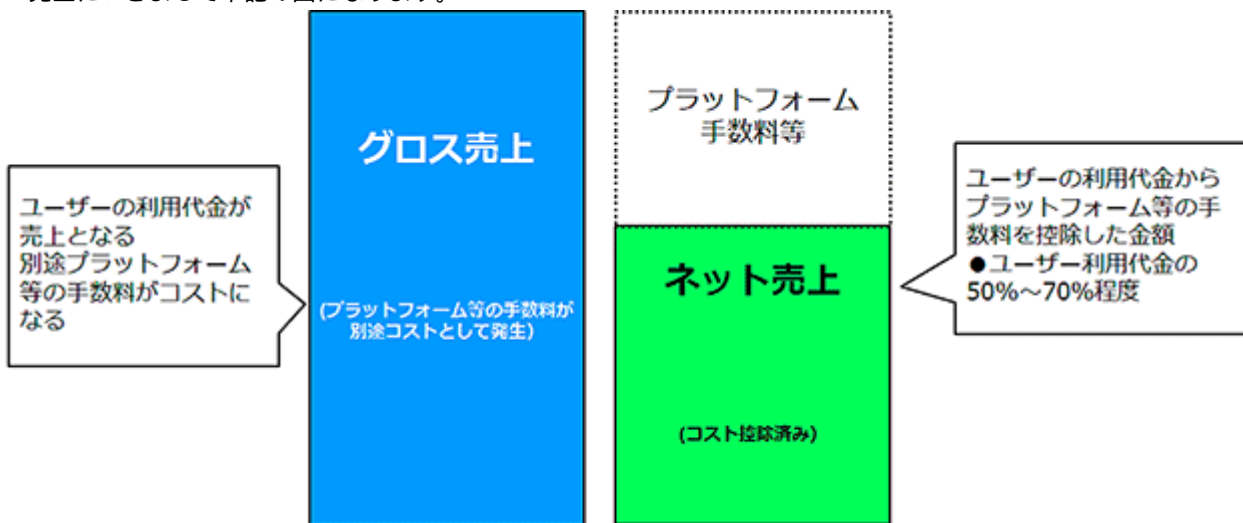 プラットフォーム
手数料等
グロス売上
ユーザーの利用代金が
売上となる
別途プラットフォーム
等の手数料がコストに
なる
(プラットフォーム等の手数料が
別途コストとして発生)
ネット売上
(コスト控除済み)
ユーザーの利用代金から
プラットフォーム等の手
数料を控除した金額
●ユーザー利用代金の
50%～70%程度